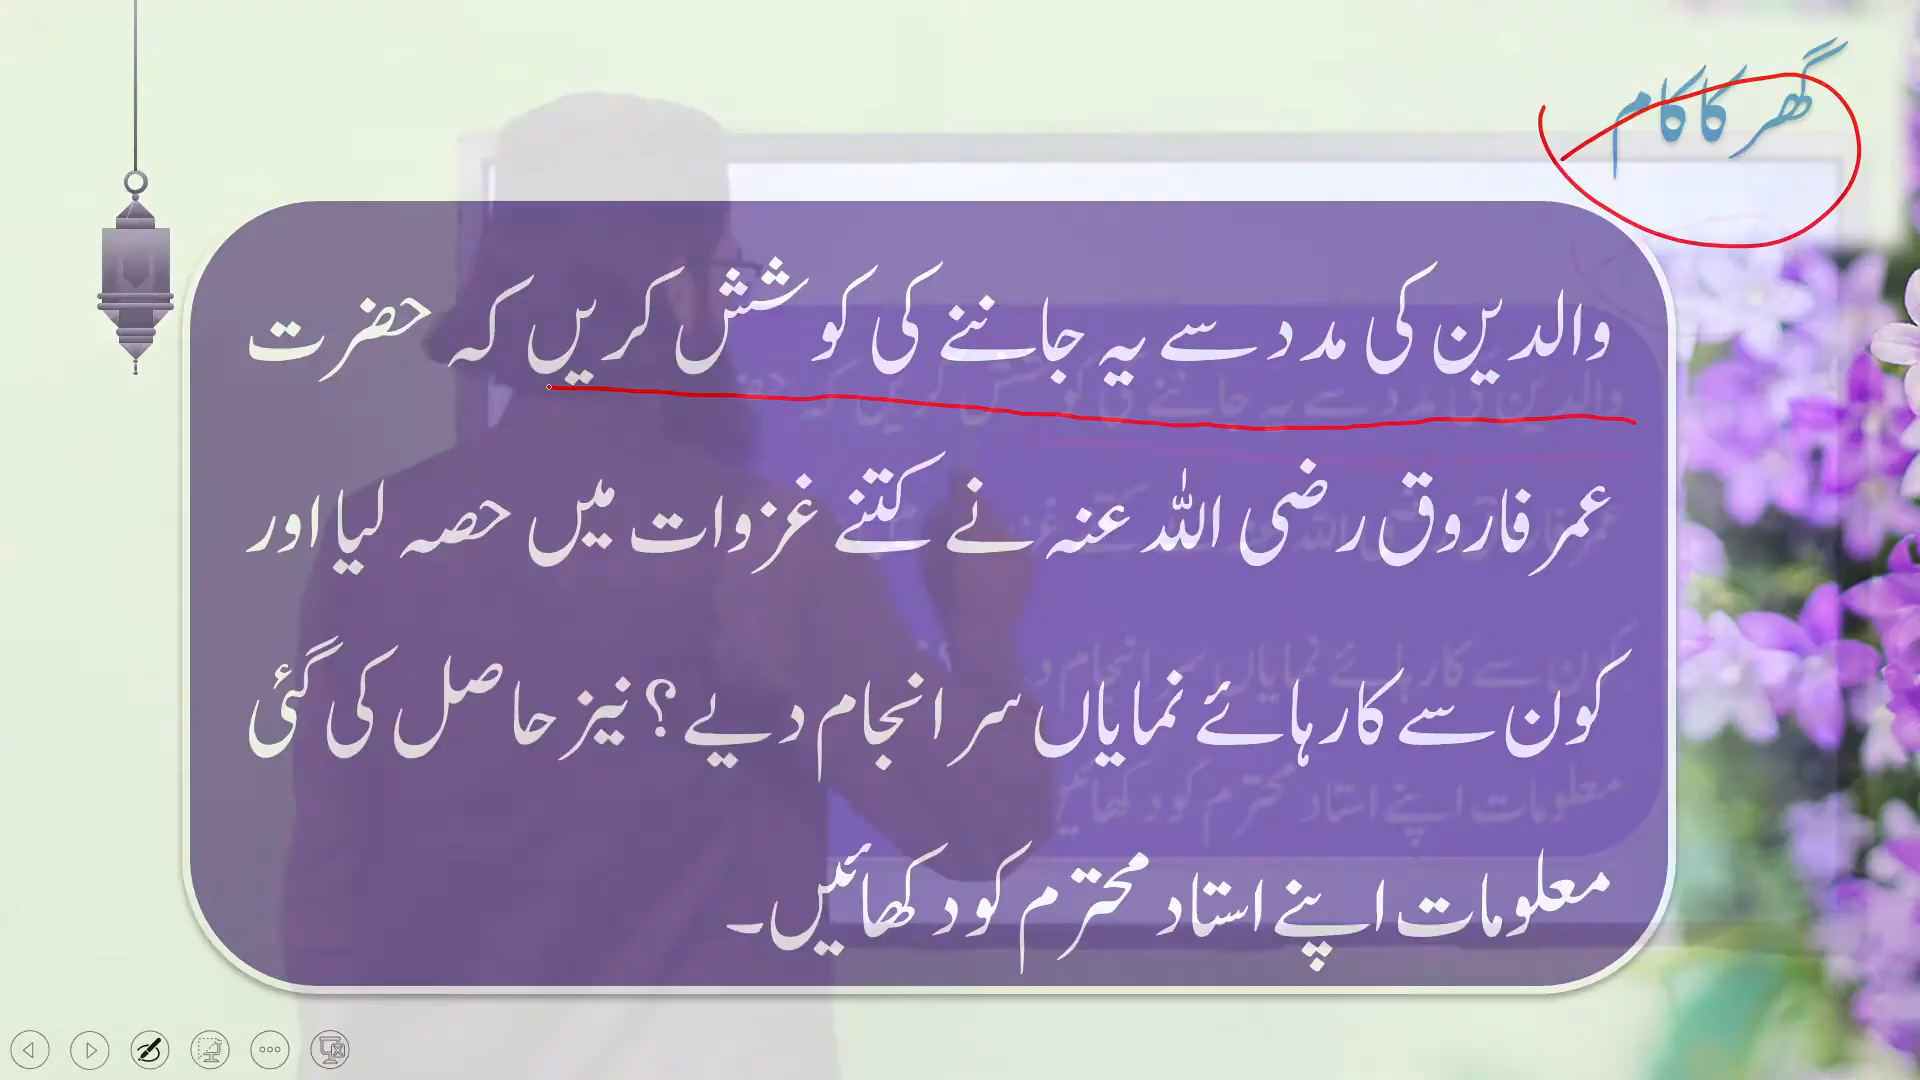 گھر کا کام
والدین کی مدد سے یہ جاننے کی کوشش کریں کہ حضرت
عمر فاروق رضی اللہ عنہ نے کتنے غزوات میں حصہ لیا اور
کون سے کارہائے نمایاں سر انجام دیے؟ نیز حاصل کی گئی
معلومات اپنے استاد محترم کو دکھائیں۔